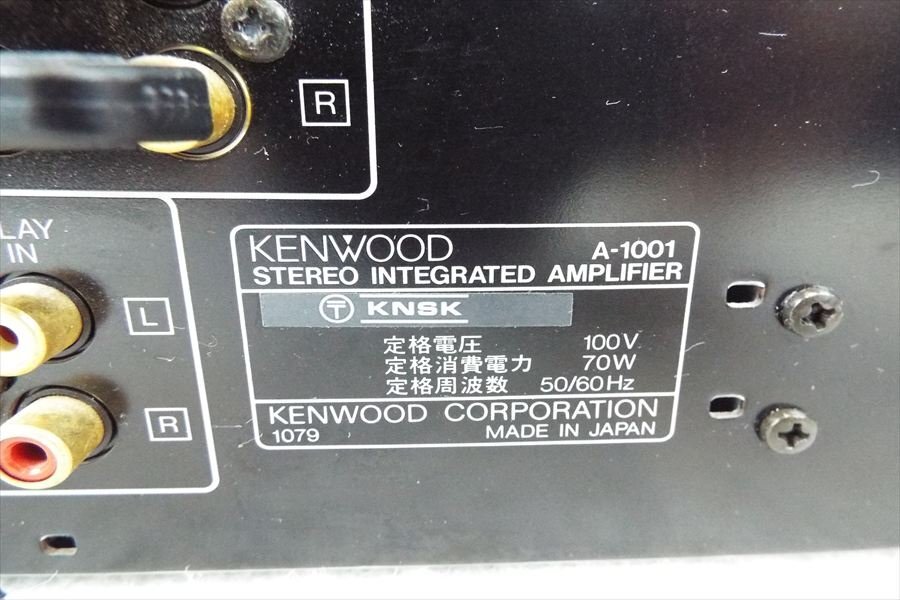 R
LAY
IN
L
R
KENWOOD A-1001
STEREO INTEGRATED AMPLIFIER
〒 KNSK
定格電圧 100V
定格消費電力 70W
定格周波数 50/60Hz
KENWOOD CORPORATION
1079 MADE IN JAPAN